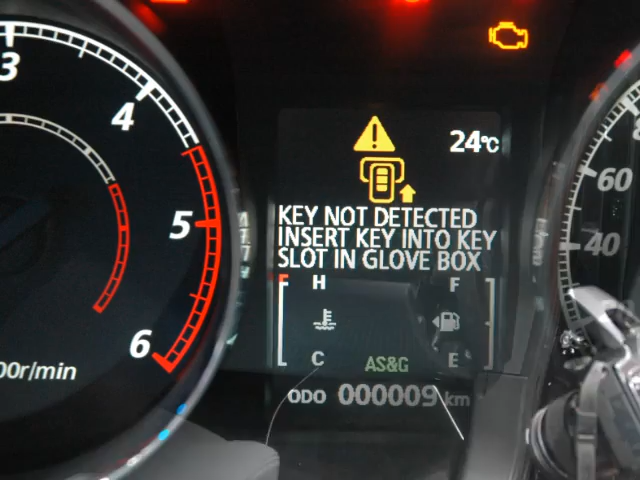 3
4
5
6
00r/min
24°C
KEY NOT DETECTED
INSERT KEY INTO KEY
SLOT IN GLOVE BOX
H F
C E
AS&G
ODO 000009 km
60
40